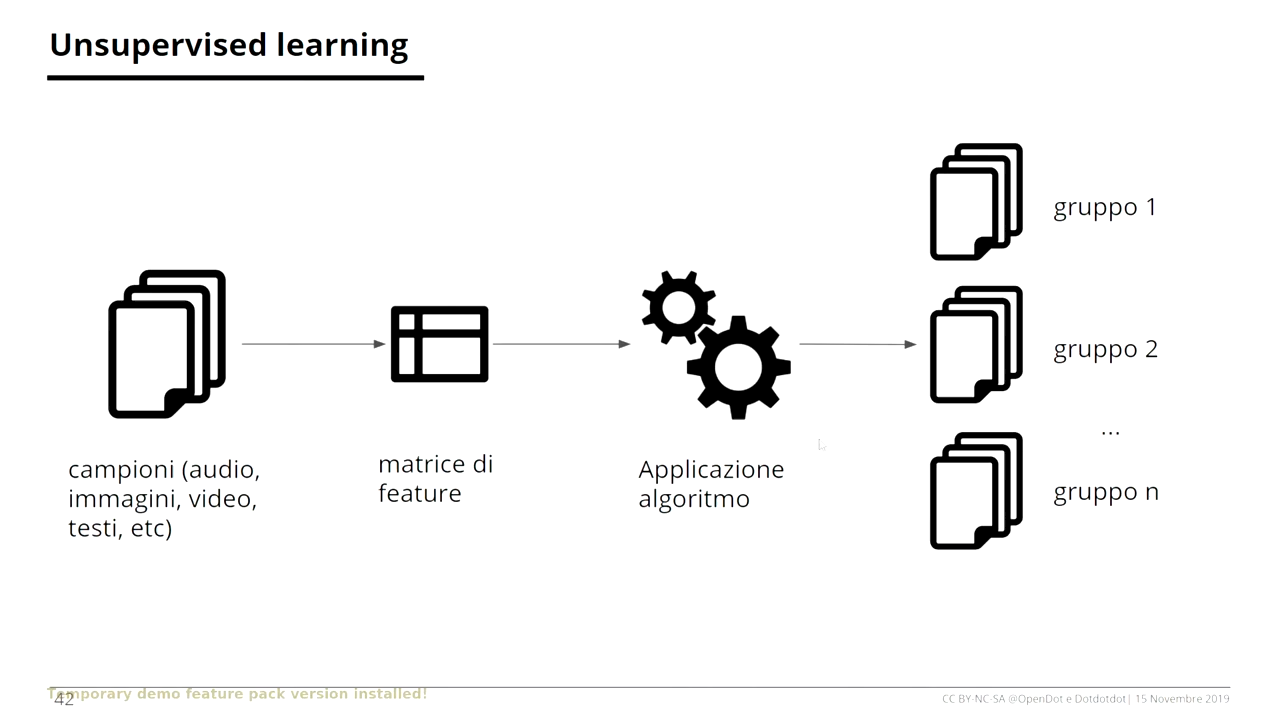 Unsupervised learning
gruppo 1
gruppo 2
...
gruppo n
campioni (audio,
immagini, video,
testi, etc)
matrice di
feature
Applicazione
algoritmo
Temporary demo feature pack version installed!
42
CC BY-NC-SA @OpenDot e Dotdotdot| 15 Novembre 2019